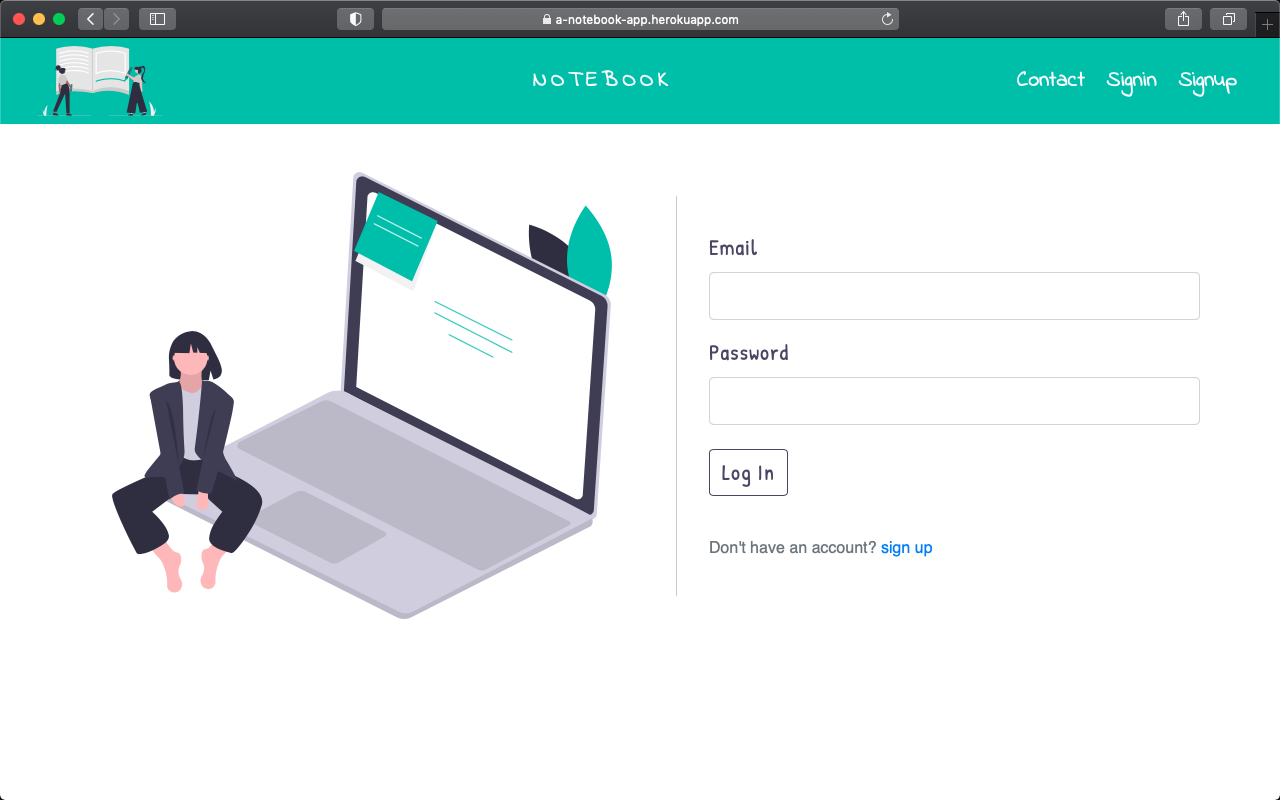 a-notebook-app.herokuapp.com
NOTEBOOK
Contact Signin Signup
Email
Password
Log In
Don't have an account? sign up